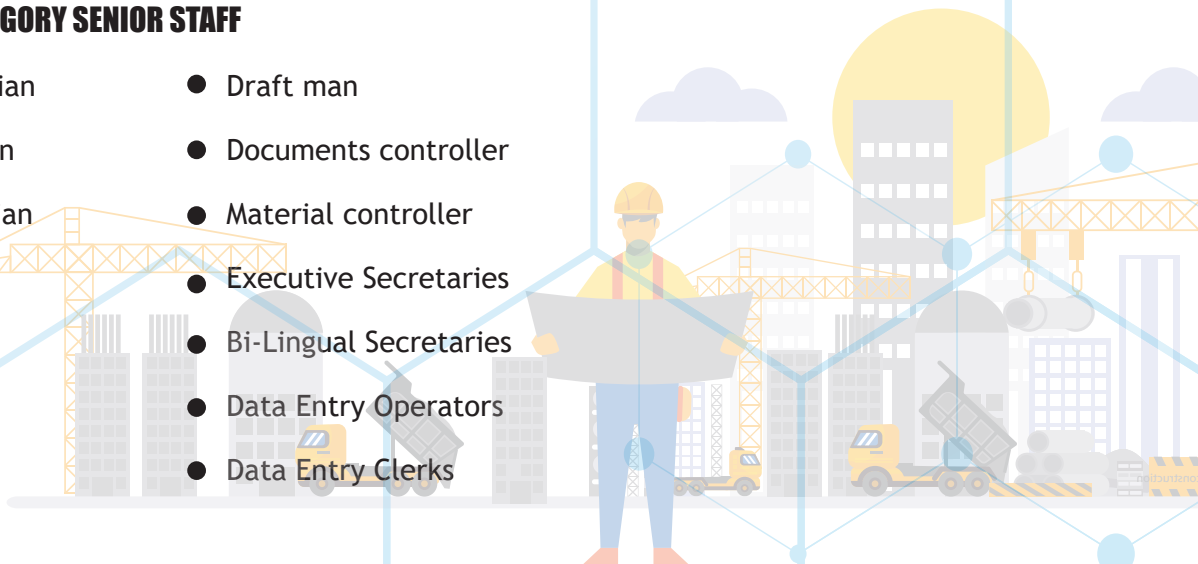 GORY SENIOR STAFF
ian
n
an
● Draft man
● Documents controller
● Material controller
● Executive Secretaries
● Bi-Lingual Secretaries
● Data Entry Operators
● Data Entry Clerks